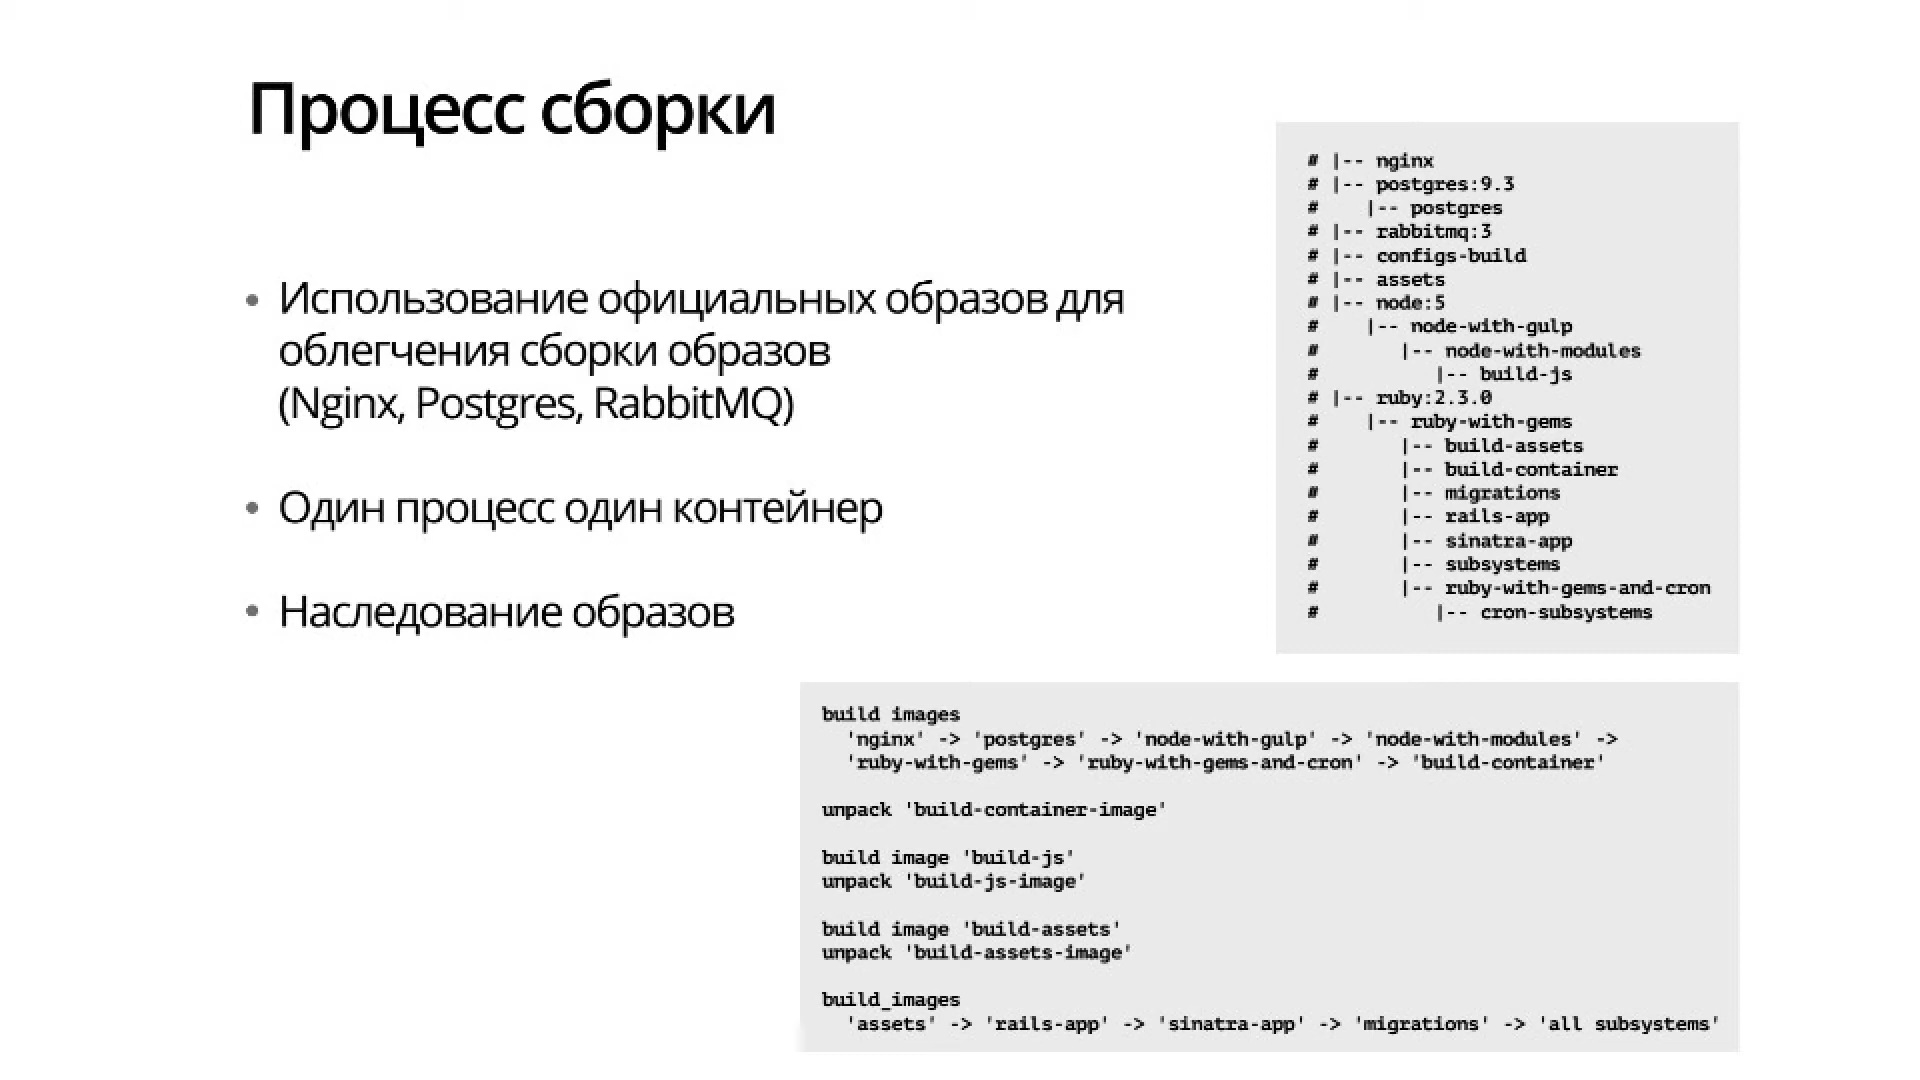 Процесс сборки
• Использование официальных образов для
облегчения сборки образов
(Nginx, Postgres, RabbitMQ)
• Один процесс один контейнер
• Наследование образов
# |-- nginx
# |-- postgres:9.3
#    |-- postgres
# |-- rabbitmq:3
# |-- configs-build
# |-- assets
# |-- node:5
#    |-- node-with-gulp
#       |-- node-with-modules
#          |-- build-js
# |-- ruby:2.3.0
#    |-- ruby-with-gems
#       |-- build-assets
#       |-- build-container
#       |-- migrations
#       |-- rails-app
#       |-- sinatra-app
#       |-- subsystems
#       |-- ruby-with-gems-and-cron
#          |-- cron-subsystems
build images
  'nginx' -> 'postgres' -> 'node-with-gulp' -> 'node-with-modules' ->
  'ruby-with-gems' -> 'ruby-with-gems-and-cron' -> 'build-container'
unpack 'build-container-image'
build image 'build-js'
unpack 'build-js-image'
build image 'build-assets'
unpack 'build-assets-image'
build_images
  'assets' -> 'rails-app' -> 'sinatra-app' -> 'migrations' -> 'all subsystems'